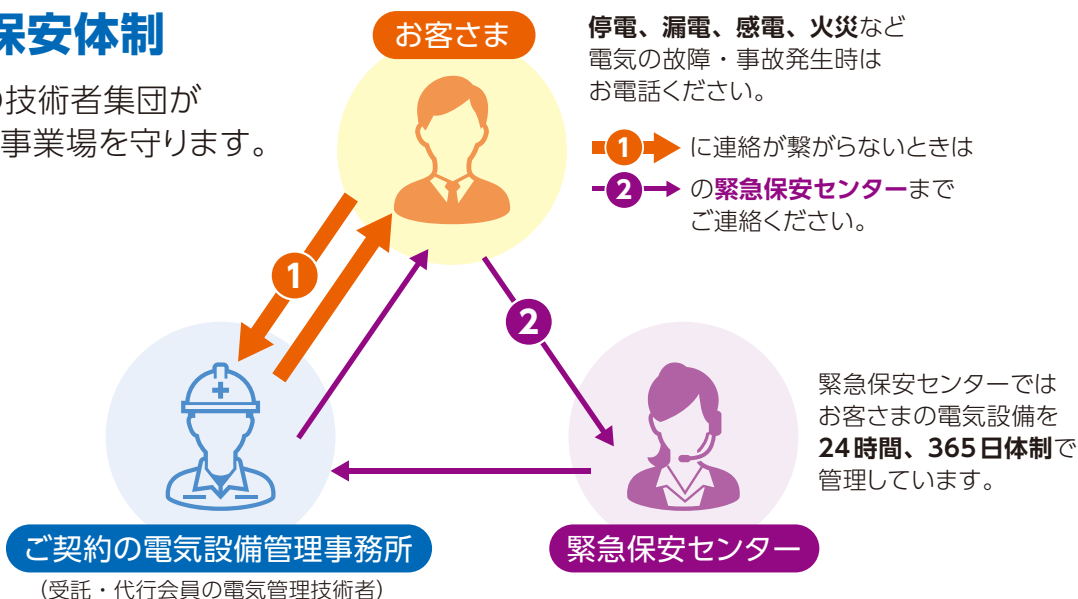 保安体制
の技術者集団が
事業場を守ります。
お客さま
停電、漏電、感電、火災など
電気の故障・事故発生時は
お電話ください。
1 に連絡が繋がらないときは
2 の緊急保安センターまで
ご連絡ください。
1
2
緊急保安センターでは
お客さまの電気設備を
24時間、365日体制で
管理しています。
ご契約の電気設備管理事務所
（受託・代行会員の電気管理技術者）
緊急保安センター